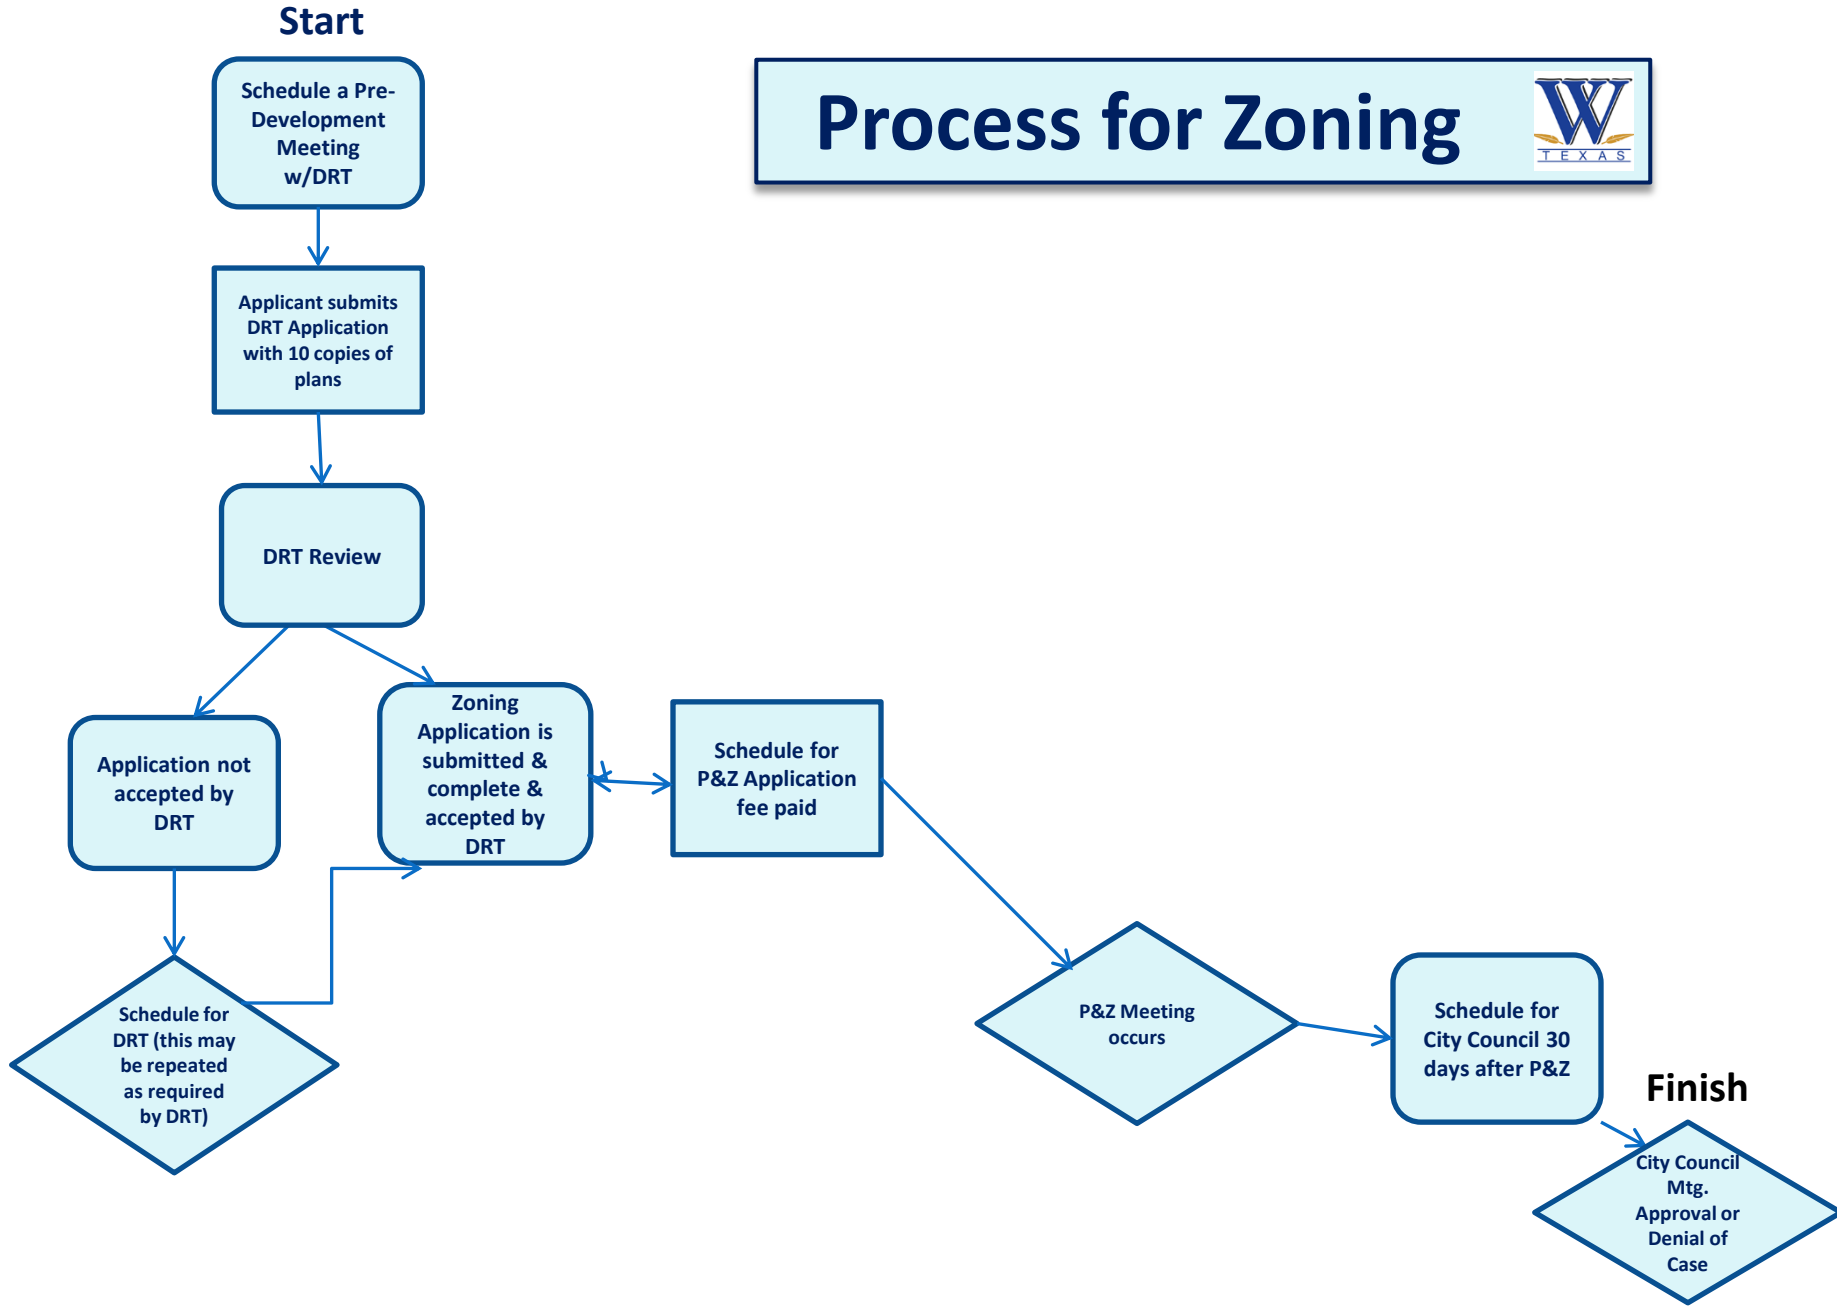 Start
Schedule a Pre-
Development
Meeting
w/DRT
Process for Zoning
W
TEXAS
Applicant submits
DRT Application
with 10 copies of
plans
DRT Review
Application not
accepted by
DRT
Zoning
Application is
submitted &
complete &
accepted by
DRT
Schedule for
P&Z Application
fee paid
Schedule for
DRT (this may
be repeated
as required
by DRT)
P&Z Meeting
occurs
Schedule for
City Council 30
days after P&Z
Finish
City Council
Mtg.
Approval or
Denial of
Case